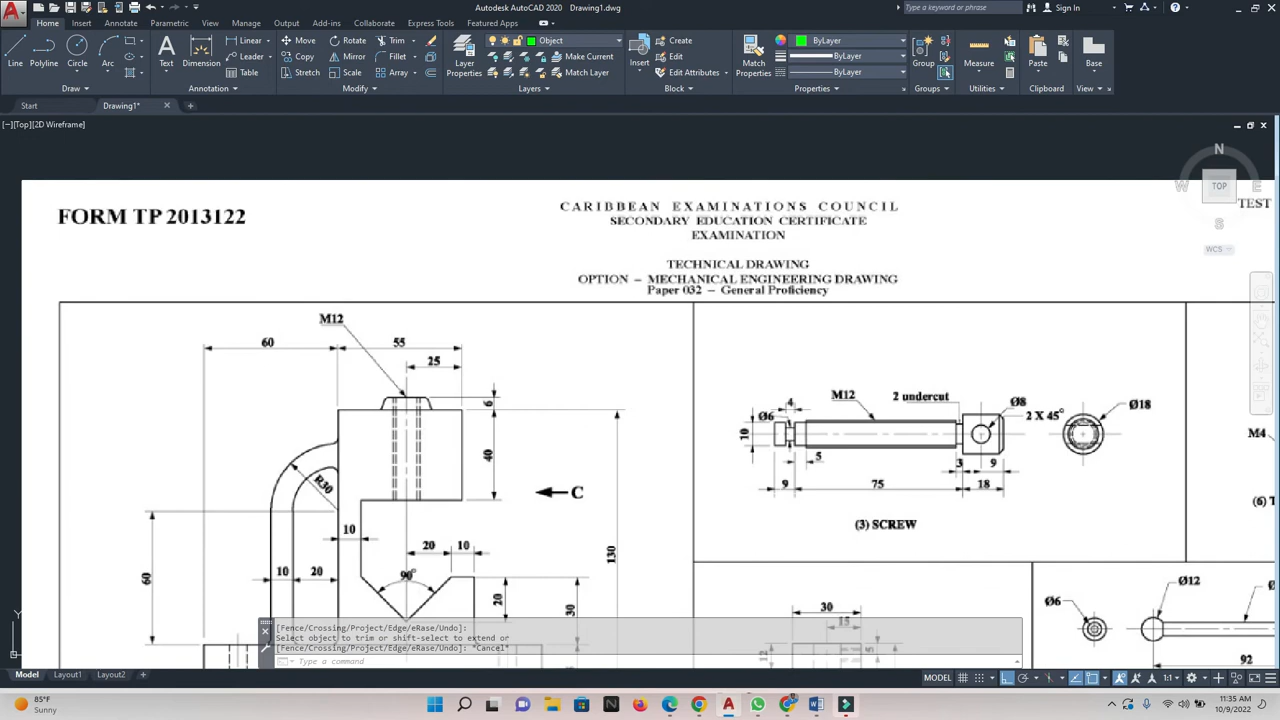 Autodesk AutoCAD 2020 Drawing1.dwg
Type a keyword or phrase
Sign In
Home Insert Annotate Parametric View Manage Output Add-ins Collaborate Express Tools Featured Apps
Line Polyline Circle Arc
Draw
Text Dimension
Linear
Leader
Table
Annotation
Move Rotate Trim
Copy Mirror Fillet
Stretch Scale Array
Modify
Layer Properties
Object
Make Current
Match Layer
Layers
Insert
Create
Edit
Edit Attributes
Block
Match Properties
ByLayer
ByLayer
ByLayer
Properties
Group
Groups
Measure
Utilities
Paste
Clipboard
Base
View
Start Drawing1*
[−][Top][2D Wireframe]
N
W TOP E
S
WCS
FORM TP 2013122
TEST
CARIBBEAN EXAMINATIONS COUNCIL
SECONDARY EDUCATION CERTIFICATE
EXAMINATION
TECHNICAL DRAWING
OPTION – MECHANICAL ENGINEERING DRAWING
Paper 032 – General Proficiency
M12
60 55
25
6
40
C
R30
10
20 10
130
90°
10 20
60
20
30
M12
2 undercut
4
Ø6
Ø8
2 X 45°
Ø18
10
5
3 9
9 75 18
(3) SCREW
M4
(6) T
30
15
12
5
Ø6
Ø12
92
[Fence/Crossing/Project/Edge/eRase/Undo]:
Select object to trim or shift-select to extend or
[Fence/Crossing/Project/Edge/eRase/Undo]: *Cancel*
Type a command
Y
Model Layout1 Layout2
MODEL
1:1
85°F
Sunny
11:35 AM
10/9/2022